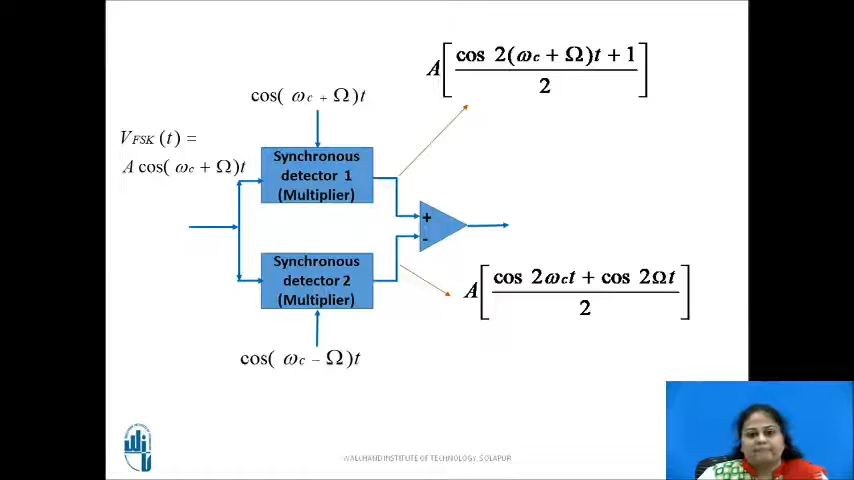 A[cos 2(ωc + Ω)t + 1 / 2]
cos( ωc + Ω)t
VFSK (t) =
A cos( ωc + Ω)t
Synchronous
detector 1
(Multiplier)
+
-
Synchronous
detector 2
(Multiplier)
A[cos 2ωct + cos 2Ωt / 2]
cos( ωc − Ω)t
WALCHAND INSTITUTE OF TECHNOLOGY, SOLAPUR